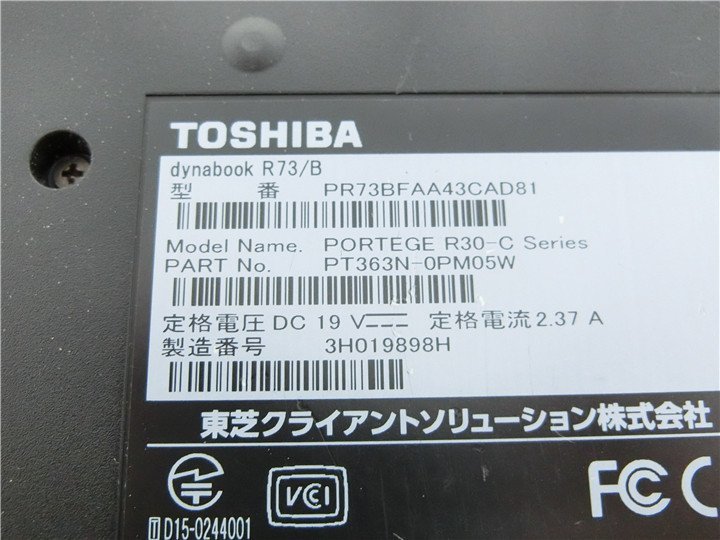 TOSHIBA
dynabook R73/B
型 番 PR73BFAA43CAD81
Model Name. PORTEGE R30-C Series
PART No. PT363N-0PM05W
定格電圧 DC 19 V 定格電流 2.37 A
製造番号 3H019898H
東芝クライアントソリューション株式会社
VCCI FC C
T D15-0244001